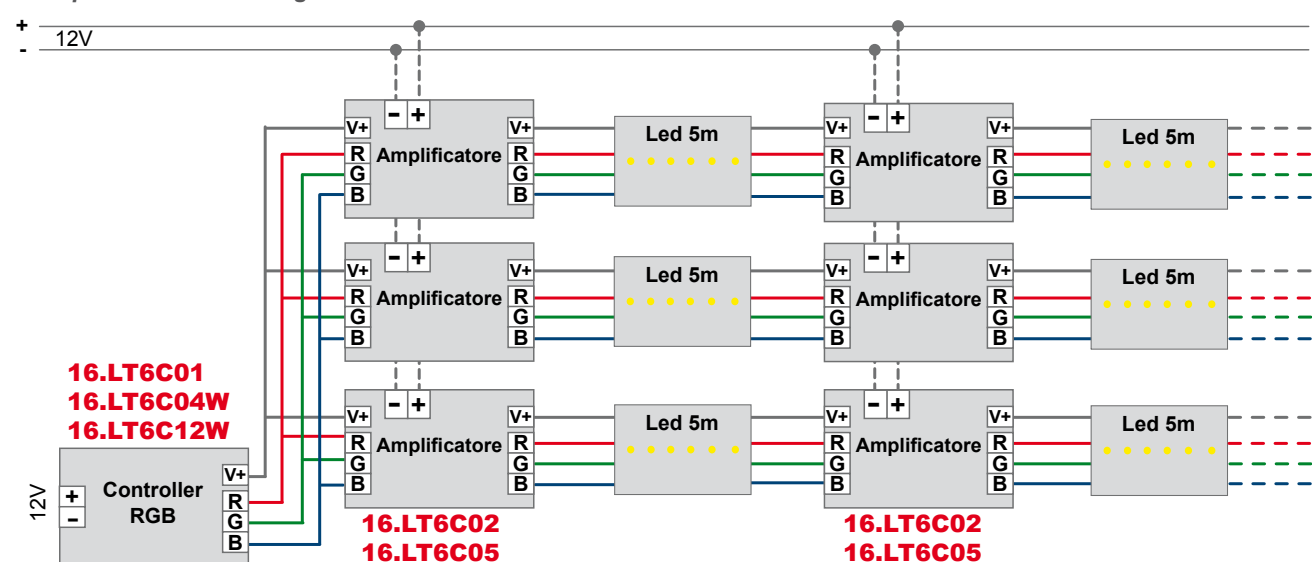 +
12V
-
- +
- +
V+ Amplificatore V+
R R
G G
B B
Led 5m
V+ Amplificatore V+
R R
G G
B B
Led 5m
- +
- +
V+ Amplificatore V+
R R
G G
B B
Led 5m
V+ Amplificatore V+
R R
G G
B B
Led 5m
- +
- +
V+ Amplificatore V+
R R
G G
B B
Led 5m
V+ Amplificatore V+
R R
G G
B B
Led 5m
16.LT6C01
16.LT6C04W
16.LT6C12W
12V
+
-
Controller
RGB
V+
R
G
B
16.LT6C02
16.LT6C05
16.LT6C02
16.LT6C05